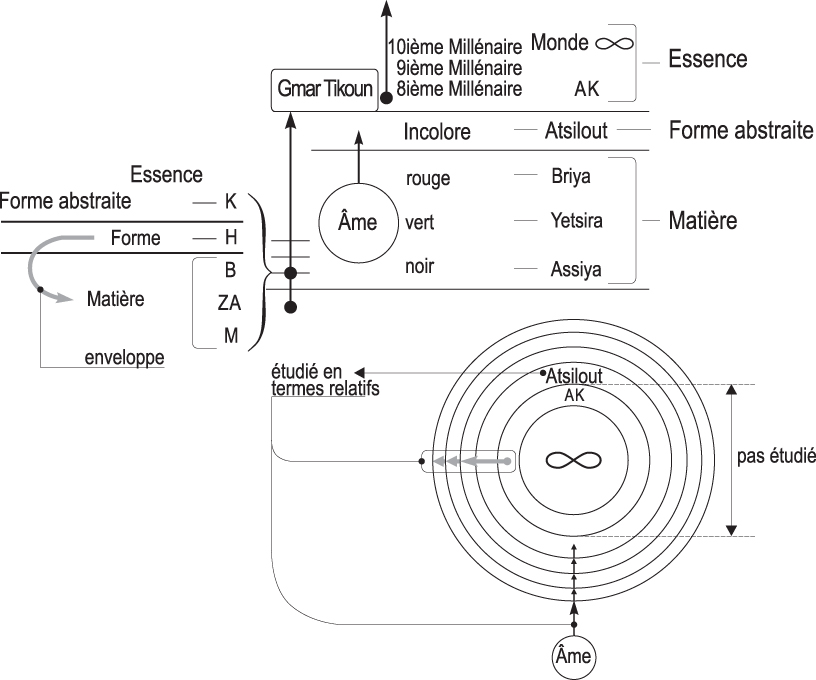 10ième Millénaire Monde
9ième Millénaire
8ième Millénaire AK
Essence
Gmar Tikoun
Incolore Atsilout Forme abstraite
rouge Briya
Âme vert Yetsira Matière
noir Assiya
Essence
Forme abstraite K
Forme H
B
Matière ZA
M
enveloppe
étudié en
termes relatifs
Atsilout
AK
pas étudié
Âme